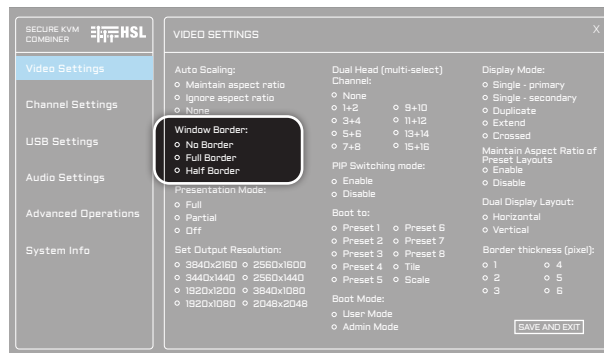 SECURE KVM
COMBINER
HSL
VIDEO SETTINGS
X
Video Settings
Channel Settings
USB Settings
Audio Settings
Advanced Operations
System Info
Auto Scaling:
Maintain aspect ratio
Ignore aspect ratio
None
Window Border:
No Border
Full Border
Half Border
Presentation Mode:
Full
Partial
Off
Set Output Resolution:
3840x2160 2560x1600
3440x1440 2560x1440
1920x1200 3840x1080
1920x1080 2048x2048
Dual Head (multi-select)
Channel:
None
1+2 9+10
3+4 11+12
5+6 13+14
7+8 15+16
PIP Switching mode:
Enable
Disable
Boot to:
Preset 1 Preset 6
Preset 2 Preset 7
Preset 3 Preset 8
Preset 4 Tile
Preset 5 Scale
Boot Mode:
User Mode
Admin Mode
Display Mode:
Single - primary
Single - secondary
Duplicate
Extend
Crossed
Maintain Aspect Ratio of
Preset Layouts
Enable
Disable
Dual Display Layout:
Horizontal
Vertical
Border thickness (pixel):
1 4
2 5
3 6
SAVE AND EXIT